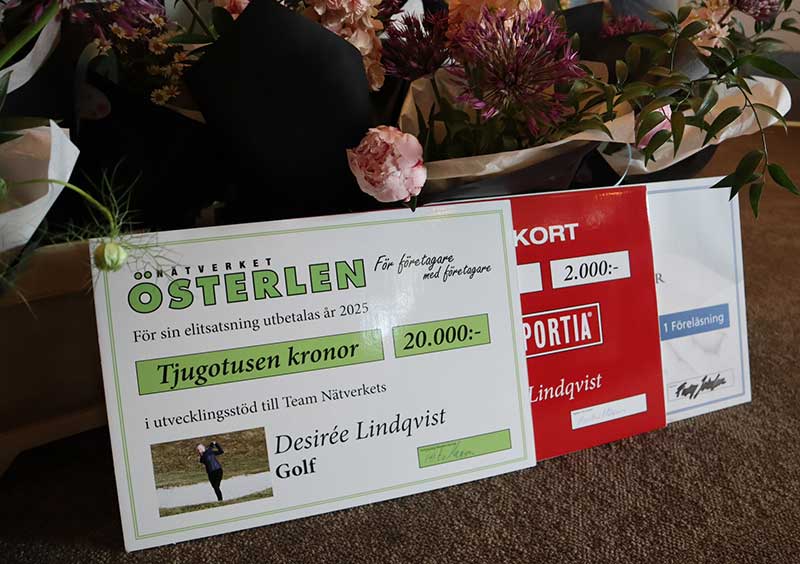 NÄTVERKET
ÖSTERLEN
För företagare
med företagare
För sin elitsatsning utbetalas år 2025
Tjugotusen kronor
20.000:-
i utvecklingsstöd till Team Nätverkets
Desirée Lindqvist
Golf
KORT
2.000:-
PORTIA®
Lindqvist
R
1 Föreläsning